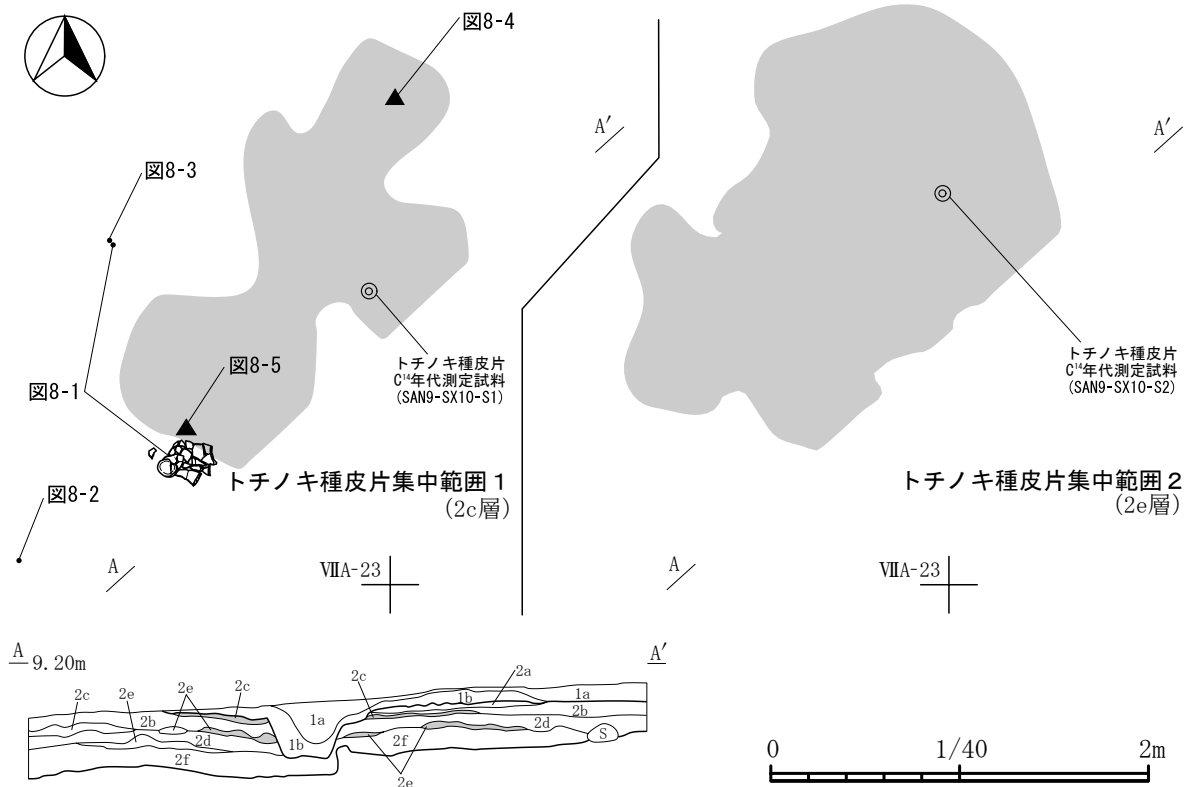 図8-4
A′
A′
図8-3
図8-5
トチノキ種皮片
C¹⁴年代測定試料
(SAN9-SX10-S1)
トチノキ種皮片
C¹⁴年代測定試料
(SAN9-SX10-S2)
図8-1
トチノキ種皮片集中範囲1
(2c層)
トチノキ種皮片集中範囲2
(2e層)
図8-2
A
ⅦA-23
A
ⅦA-23
A 9.20m
A′
2c
2e
2e
2c
2a
2c
1b
1a
2b
1a
2b
2d
1b
2f
2d
S
2f
2e
0 1/40 2m